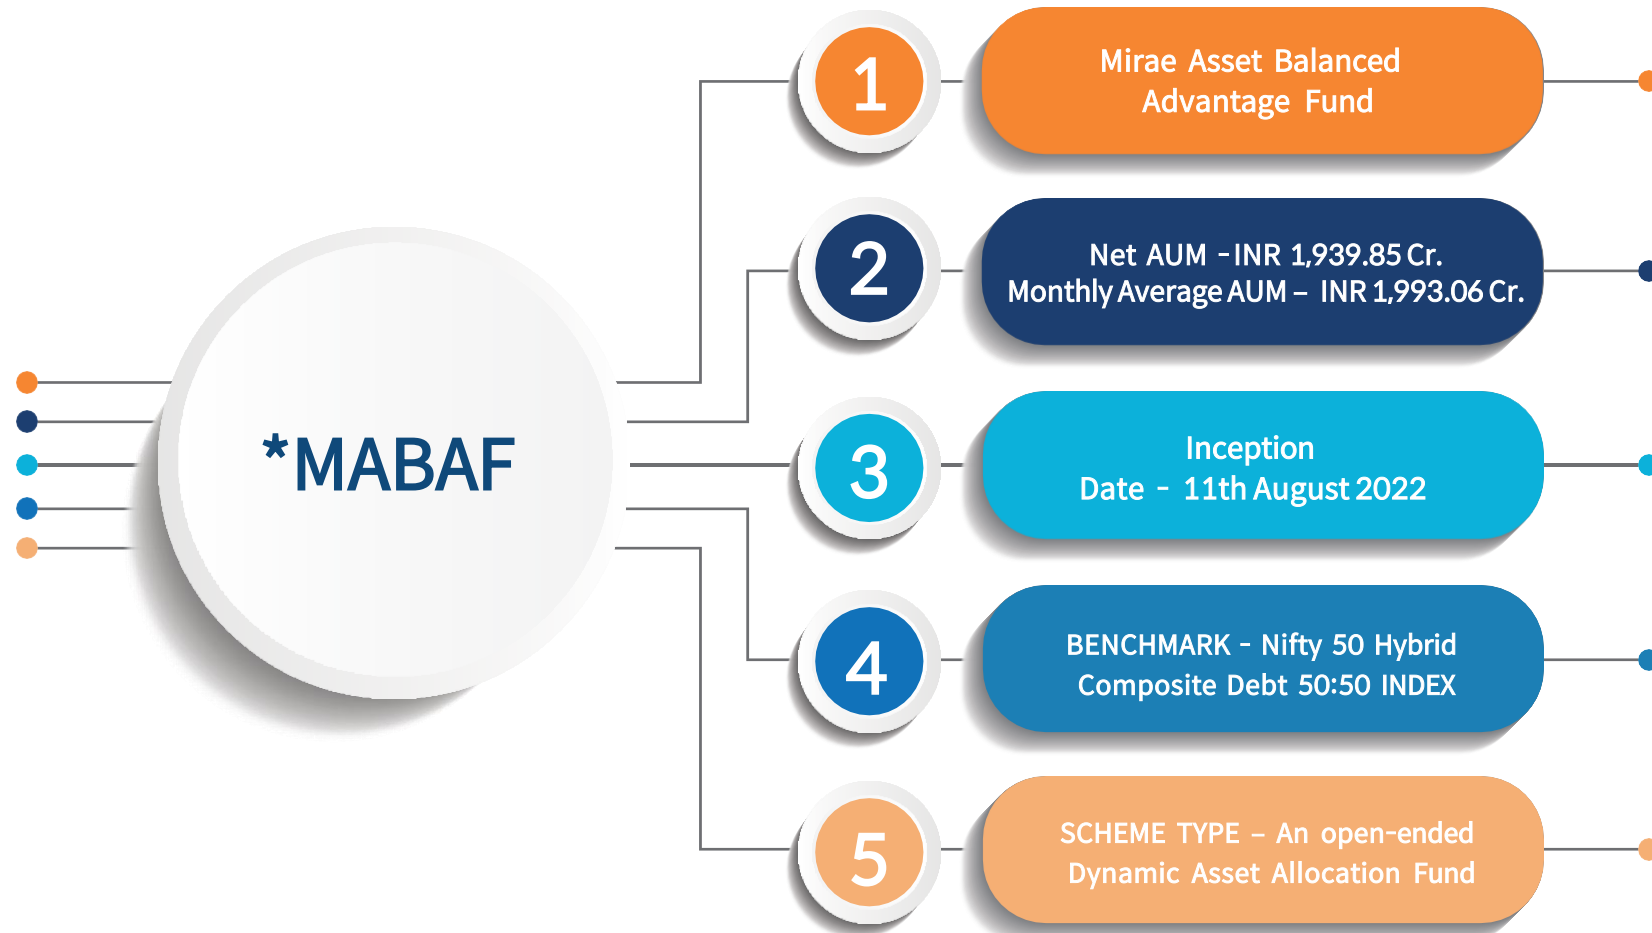 *MABAF
1
Mirae Asset Balanced
Advantage Fund
2
Net AUM -INR 1,939.85 Cr.
Monthly Average AUM – INR 1,993.06 Cr.
3
Inception
Date - 11th August 2022
4
BENCHMARK - Nifty 50 Hybrid
Composite Debt 50:50 INDEX
5
SCHEME TYPE – An open-ended
Dynamic Asset Allocation Fund